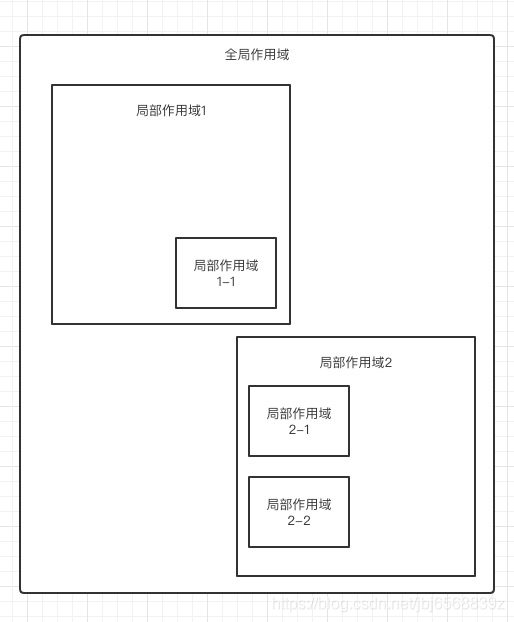 全局作用域
局部作用域1
局部作用域
1-1
局部作用域2
局部作用域
2-1
局部作用域
2-2
https://blog.csdn.net/jbj6568839z